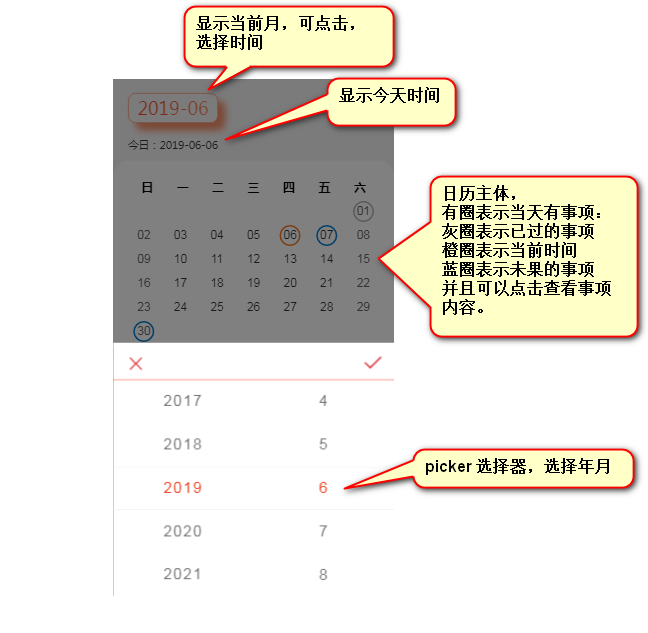 显示当前月，可点击，
选择时间
显示今天时间
2019-06
今日：2019-06-06
日 一 二 三 四 五 六
01
02 03 04 05 06 07 08
09 10 11 12 13 14 15
16 17 18 19 20 21 22
23 24 25 26 27 28 29
30
日历主体，
有圈表示当天有事项：
灰圈表示已过的事项
橙圈表示当前时间
蓝圈表示未果的事项
并且可以点击查看事项
内容。
2017 4
2018 5
2019 6
2020 7
2021 8
picker 选择器，选择年月